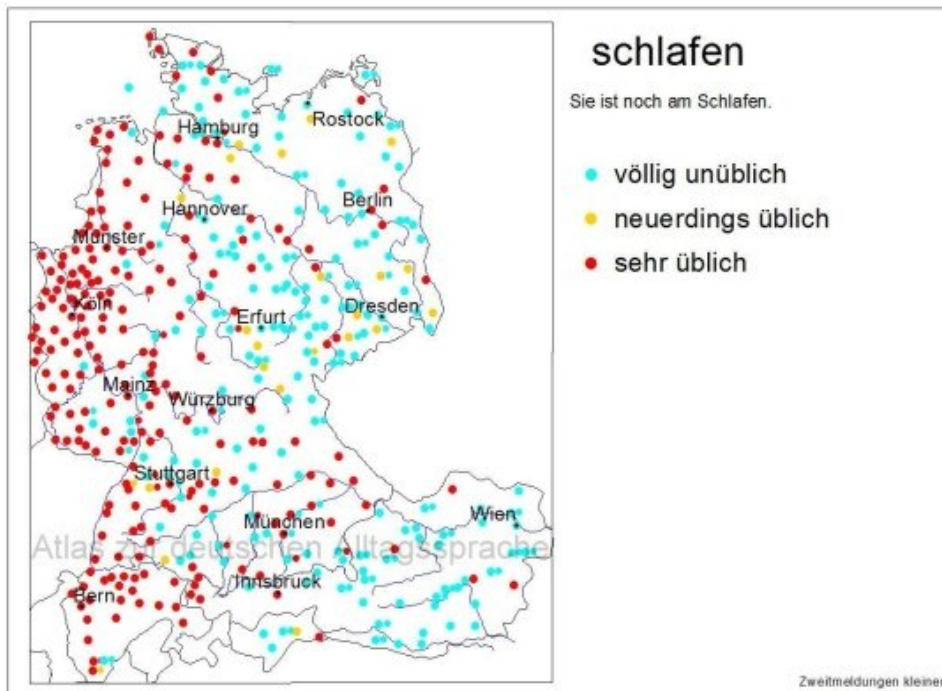 schlafen
Sie ist noch am Schlafen.
völlig unüblich
neuerdings üblich
sehr üblich
Rostock
Hamburg
Berlin
Hannover
Münster
Köln
Erfurt
Dresden
Mainz
Würzburg
Stuttgart
München
Wien
Atlas zur deutschen Alltagssprache
Innsbruck
Bern
Zweitmeldungen kleiner